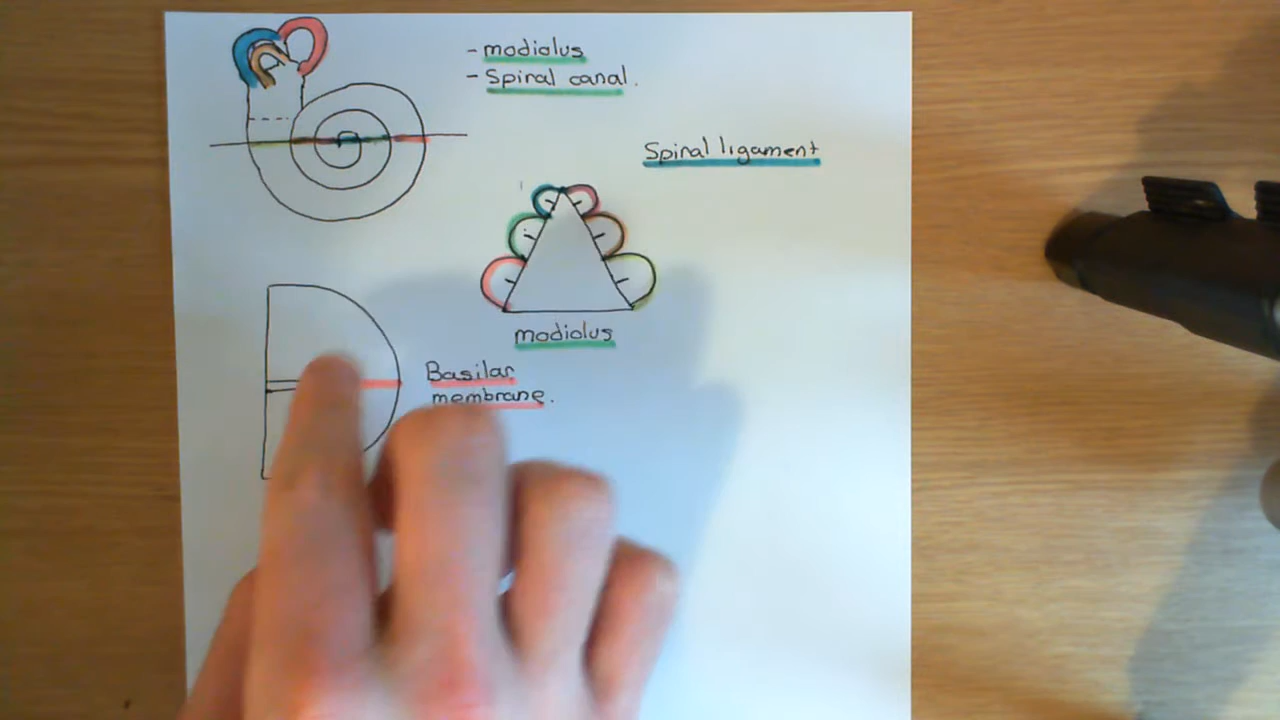 - modiolus
- Spiral canal.
Spiral ligament
modiolus
Basilar
membrane.